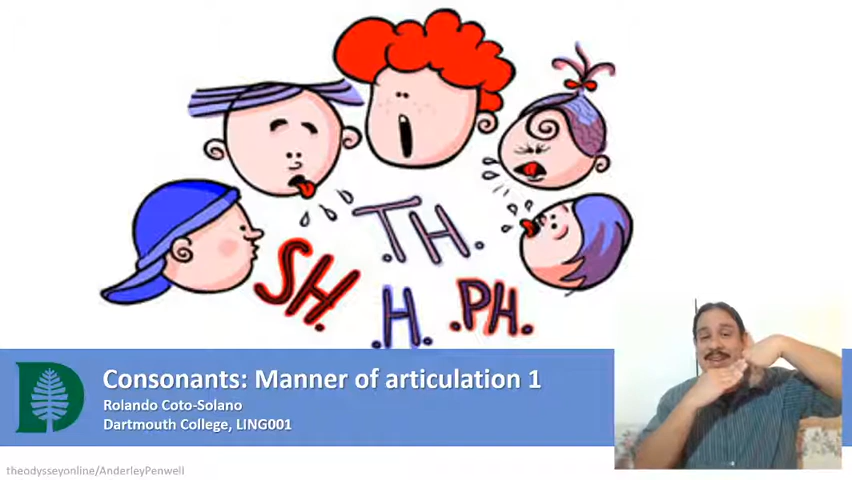 .TH.
SH.
.H.
.PH.
Consonants: Manner of articulation 1
Rolando Coto-Solano
Dartmouth College, LING001
theodysseyonline/AnderleyPenwell
D